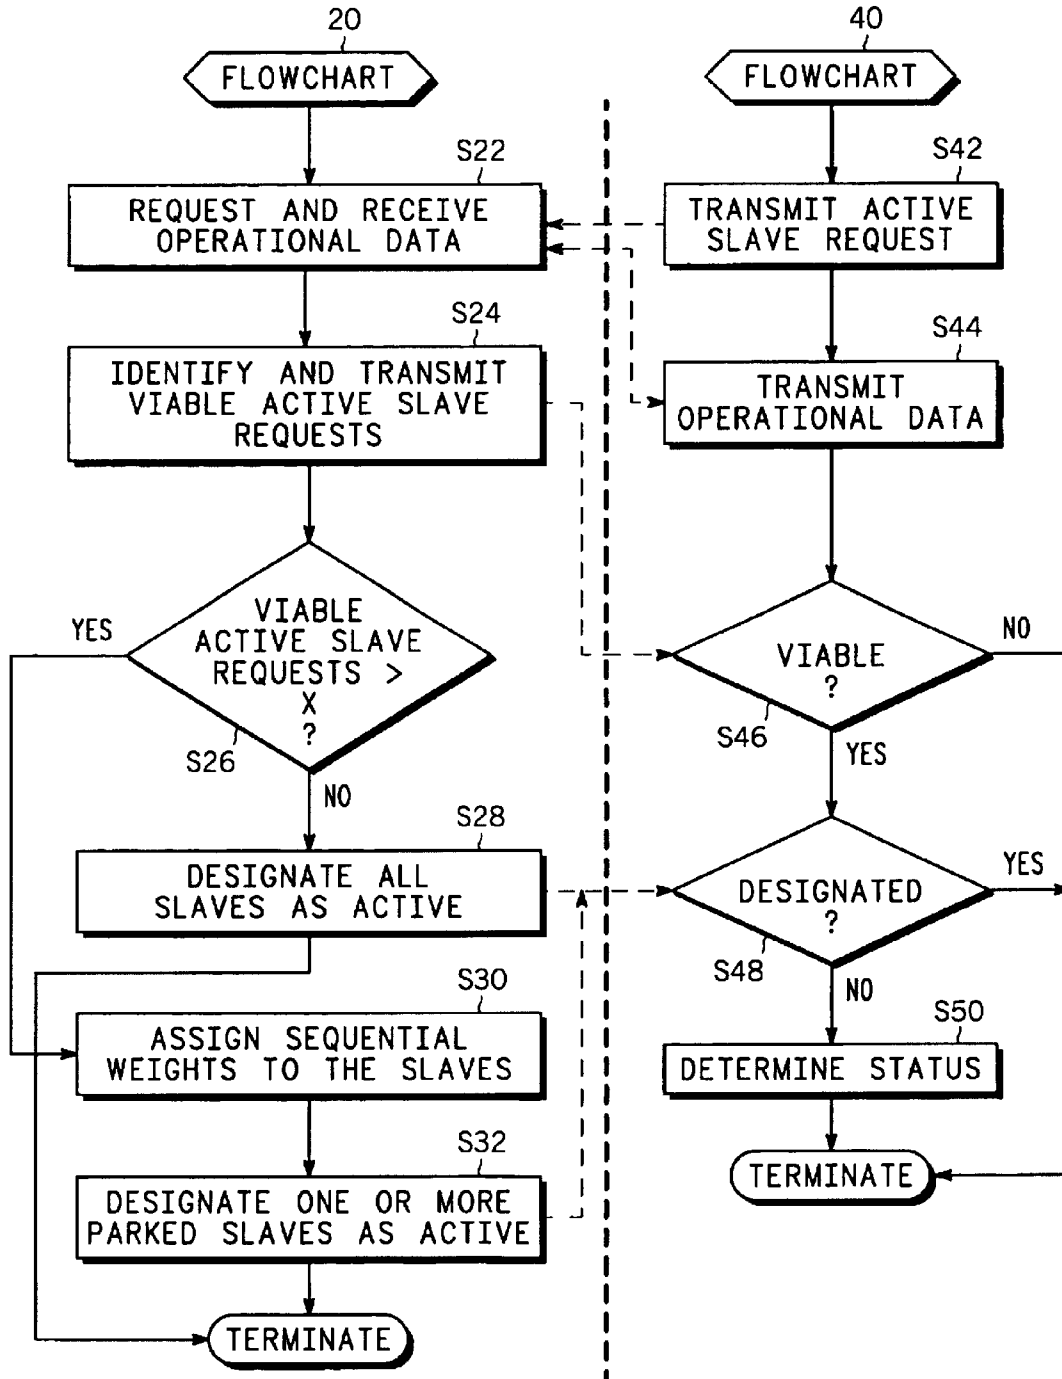 20
FLOWCHART
S22
REQUEST AND RECEIVE
OPERATIONAL DATA
S24
IDENTIFY AND TRANSMIT
VIABLE ACTIVE SLAVE
REQUESTS
VIABLE
ACTIVE SLAVE
REQUESTS >
X
?
YES
S26
NO
S28
DESIGNATE ALL
SLAVES AS ACTIVE
S30
ASSIGN SEQUENTIAL
WEIGHTS TO THE SLAVES
S32
DESIGNATE ONE OR MORE
PARKED SLAVES AS ACTIVE
TERMINATE
40
FLOWCHART
S42
TRANSMIT ACTIVE
SLAVE REQUEST
S44
TRANSMIT
OPERATIONAL DATA
VIABLE
?
NO
S46
YES
DESIGNATED
?
YES
S48
NO
S50
DETERMINE STATUS
TERMINATE